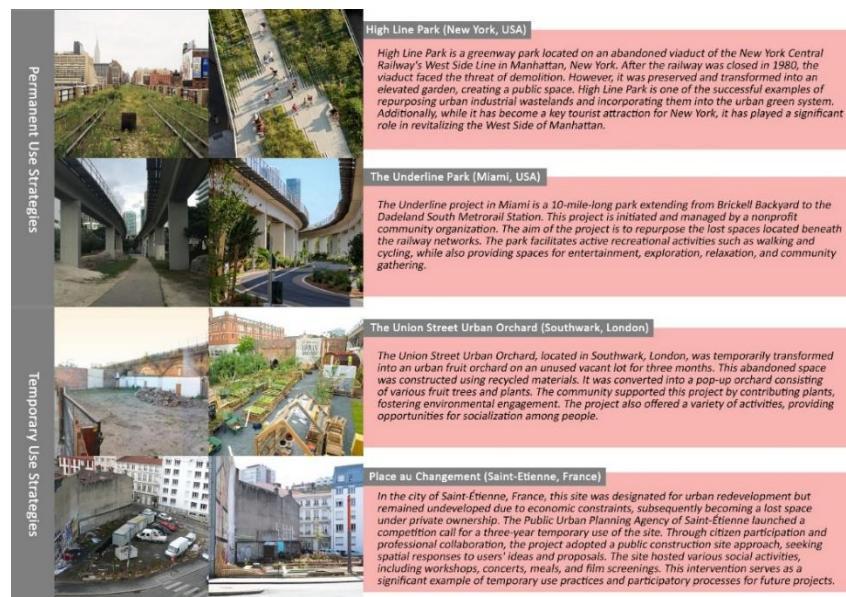 Permanent Use Strategies
High Line Park (New York, USA)
High Line Park is a greenway park located on an abandoned viaduct of the New York Central
Railway's West Side Line in Manhattan, New York. After the railway was closed in 1980, the
viaduct faced the threat of demolition. However, it was preserved and transformed into an
elevated garden, creating a public space. High Line Park is one of the successful examples of
repurposing urban industrial wastelands and incorporating them into the urban green system.
Additionally, while it has become a key tourist attraction for New York, it has played a significant
role in revitalizing the West Side of Manhattan.
The Underline Park (Miami, USA)
The Underline project in Miami is a 10-mile-long park extending from Brickell Backyard to the
Dadeland South Metrorail Station. This project is initiated and managed by a nonprofit
community organization. The aim of the project is to repurpose the lost spaces located beneath
the railway networks. The park facilitates active recreational activities such as walking and
cycling, while also providing spaces for entertainment, exploration, relaxation, and community
gathering.
Temporary Use Strategies
The Union Street Urban Orchard (Southwark, London)
The Union Street Urban Orchard, located in Southwark, London, was temporarily transformed
into an urban fruit orchard on an unused vacant lot for three months. This abandoned space
was constructed using recycled materials. It was converted into a pop-up orchard consisting
of various fruit trees and plants. The community supported this project by contributing plants,
fostering environmental engagement. The project also offered a variety of activities, providing
opportunities for socialization among people.
Place au Changement (Saint-Etienne, France)
In the city of Saint-Étienne, France, this site was designated for urban redevelopment but
remained undeveloped due to economic constraints, subsequently becoming a lost space
under private ownership. The Public Urban Planning Agency of Saint-Étienne launched a
competition call for a three-year temporary use of the site. Through citizen participation and
professional collaboration, the project adopted a public construction site approach, seeking
spatial responses to users' ideas and proposals. The site hosted various social activities,
including workshops, concerts, meals, and film screenings. This intervention serves as a
significant example of temporary use practices and participatory processes for future projects.